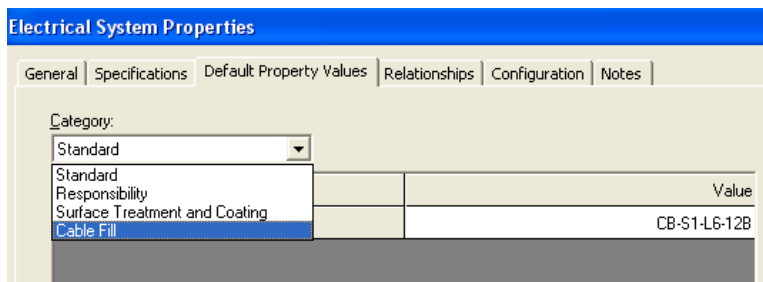 Electrical System Properties
General Specifications Default Property Values Relationships Configuration Notes
Category:
Standard
Standard
Responsibility
Surface Treatment and Coating
Cable Fill
Value
CB-S1-L6-12B